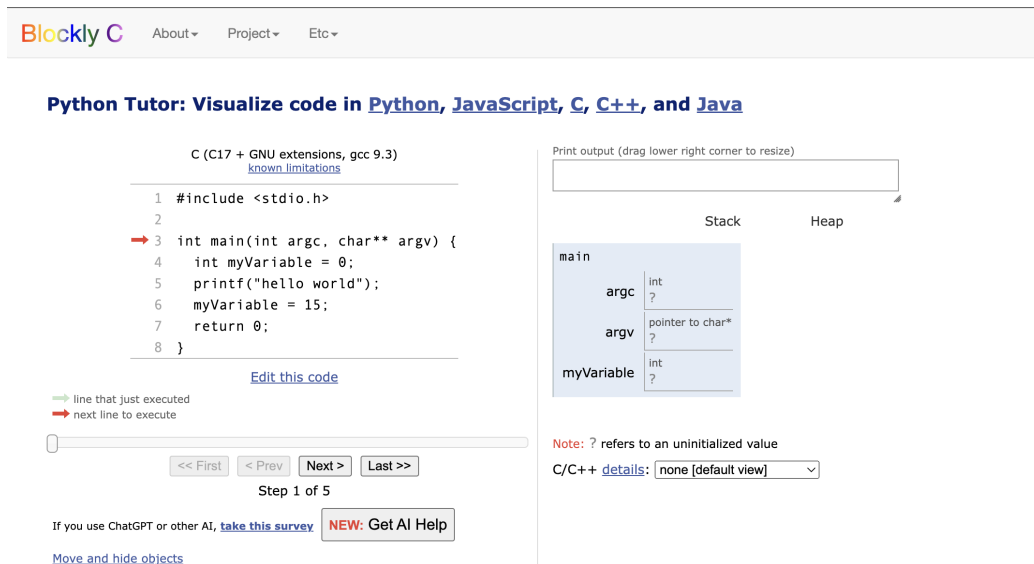 Blockly C About Project Etc
Python Tutor: Visualize code in Python, JavaScript, C, C++, and Java
C (C17 + GNU extensions, gcc 9.3)
known limitations
1 #include <stdio.h>
2
3 int main(int argc, char** argv) {
4 int myVariable = 0;
5 printf("hello world");
6 myVariable = 15;
7 return 0;
8 }
Edit this code
line that just executed
next line to execute
<< First < Prev Next > Last >>
Step 1 of 5
If you use ChatGPT or other AI, take this survey NEW: Get AI Help
Move and hide objects
Print output (drag lower right corner to resize)
Stack Heap
main
argc int ?
argv pointer to char* ?
myVariable int ?
Note: ? refers to an uninitialized value
C/C++ details: none [default view]